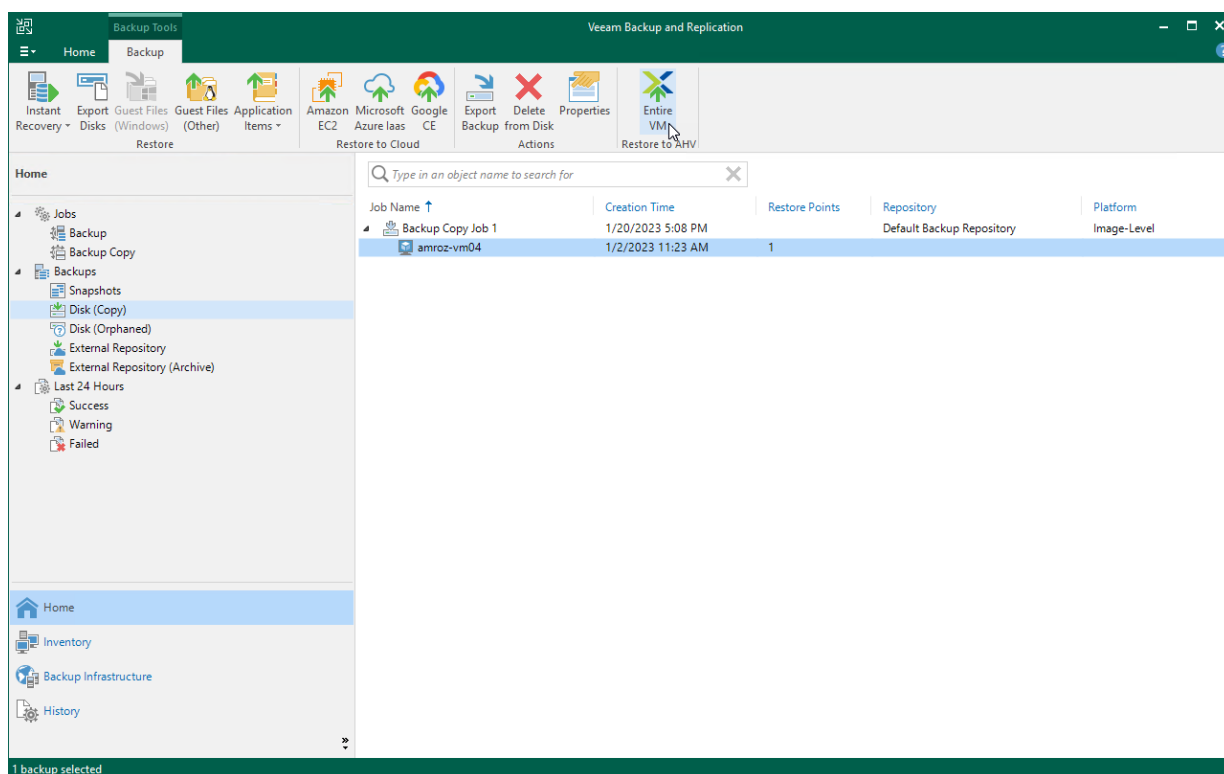 Backup Tools
Veeam Backup and Replication
Home
Backup
Instant Recovery
Export Disks
Guest Files (Windows)
Guest Files (Other)
Application Items
Restore
Amazon EC2
Microsoft Azure Iaas
Google CE
Restore to Cloud
Export Backup
Delete from Disk
Properties
Actions
Entire VM
Restore to AHV
Home
Type in an object name to search for
Jobs
Backup
Backup Copy
Backups
Snapshots
Disk (Copy)
Disk (Orphaned)
External Repository
External Repository (Archive)
Last 24 Hours
Success
Warning
Failed
Job Name Creation Time Restore Points Repository Platform
Backup Copy Job 1 1/20/2023 5:08 PM Default Backup Repository Image-Level
amroz-vm04 1/2/2023 11:23 AM 1
Home
Inventory
Backup Infrastructure
History
1 backup selected